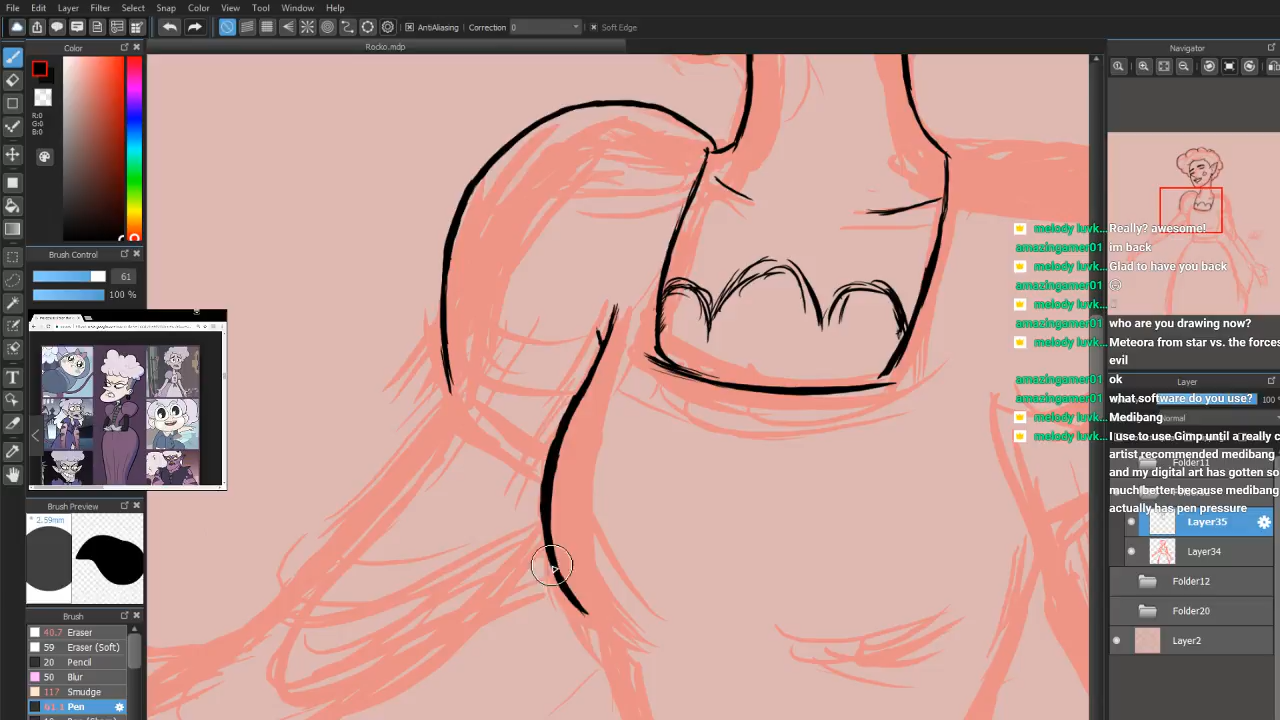 File Edit Layer Filter Select Snap Color View Tool Window Help
AntiAliasing Correction 0 Soft Edge
Rocko.mdp
Color
Navigator
R:0
G:0
B:0
Brush Control
61
100 %
melody luvk... Really? awesome!
amazingamer01 im back
melody luvk... Glad to have you back
amazingamer01
melody luvk...
amazingamer01 who are you drawing now?
melody luvk... Meteora from star vs. the forces
evil
amazingamer01 ok
amazingamer01 what software do you use?
melody luvk... Medibang
melody luvk... I use to use Gimp until a really c
artist recommended medibang
and my digital art has gotten so
much better because medibang
actually has pen pressure
Layer
100 %
Normal
Folder11
Layer35
Layer34
Folder12
Folder20
Layer2
Brush Preview
* 2.59mm
Brush
40.7 Eraser
59 Eraser (Soft)
20 Pencil
50 Blur
117 Smudge
61.1 Pen